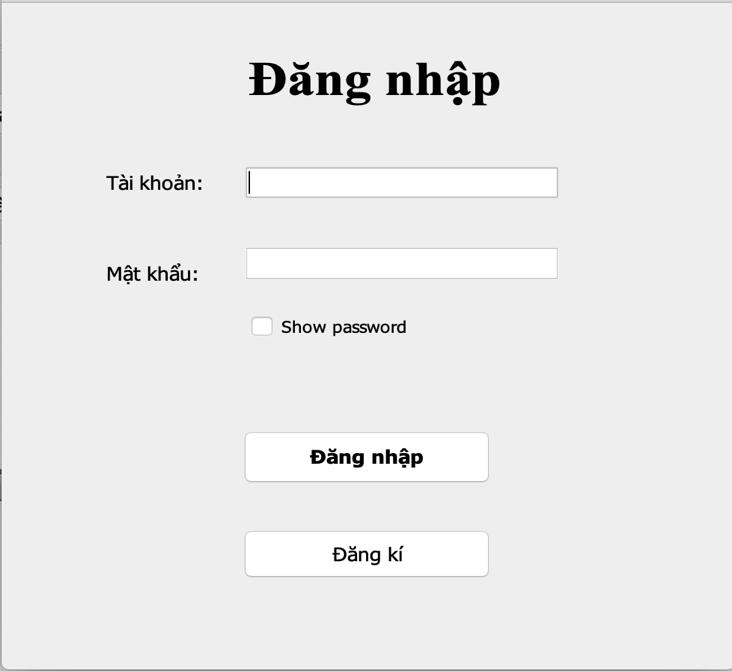 Đăng nhập
Tài khoản:
Mật khẩu:
Show password
Đăng nhập
Đăng kí